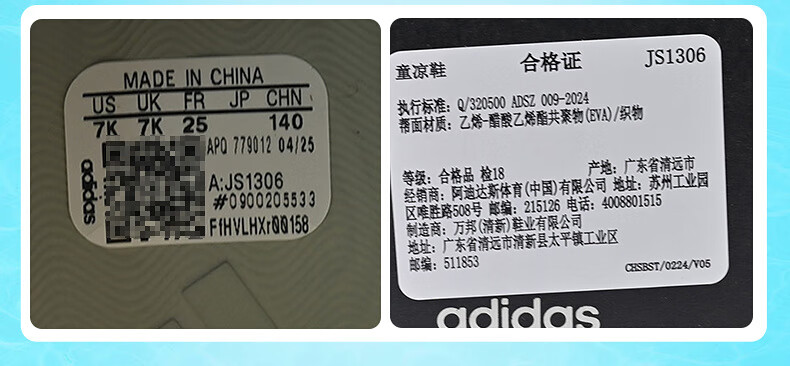 MADE IN CHINA
US UK FR JP CHN
7K 7K 25 140
APQ 779012 04/25
adidas
A:JS1306
#0900205533
FfHVLHXr00158
童凉鞋 合格证 JS1306
执行标准: Q/320500 ADSZ 009-2024
帮面材质: 乙烯-醋酸乙烯酯共聚物(EVA)/织物
等级: 合格品 检18 产地: 广东省清远市
经销商: 阿迪达斯体育(中国)有限公司 地址: 苏州工业园
区唯胜路508号 邮编: 215126 电话: 4008801515
制造商: 万邦(清新)鞋业有限公司
地址: 广东省清远市清新县太平镇工业区
邮编: 511853
CHSBST/0224/V05
adidas